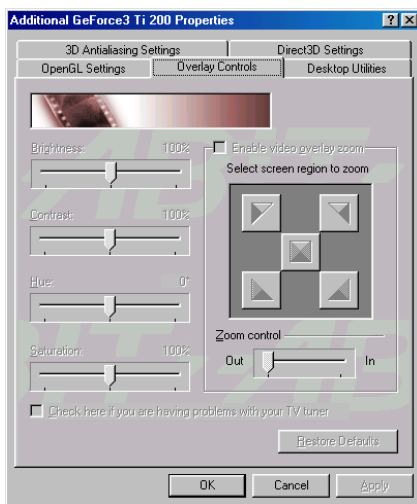 Additional GeForce3 Ti 200 Properties
3D Antialiasing Settings
Direct3D Settings
OpenGL Settings
Overlay Controls
Desktop Utilities
Brightness:
100%
Contrast:
100%
Hue:
0°
Saturation:
100%
Enable video overlay zoom
Select screen region to zoom
Zoom control
Out
In
Check here if you are having problems with your TV tuner
Restore Defaults
OK
Cancel
Apply
ABIT